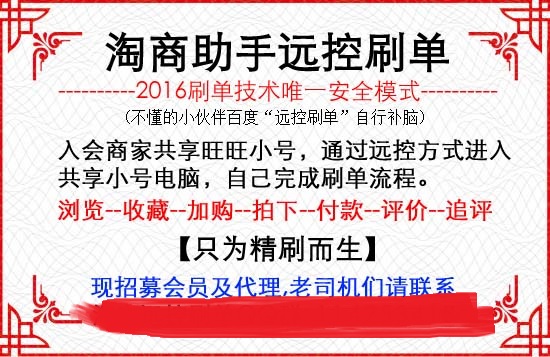 淘商助手远控刷单
----------2016刷单技术唯一安全模式----------
(不懂的小伙伴百度“远控刷单”自行补脑)
入会商家共享旺旺小号，通过远控方式进入
共享小号电脑，自己完成刷单流程。
浏览--收藏--加购--拍下--付款--评价--追评
【只为精刷而生】
现招募会员及代理,老司机们请联系